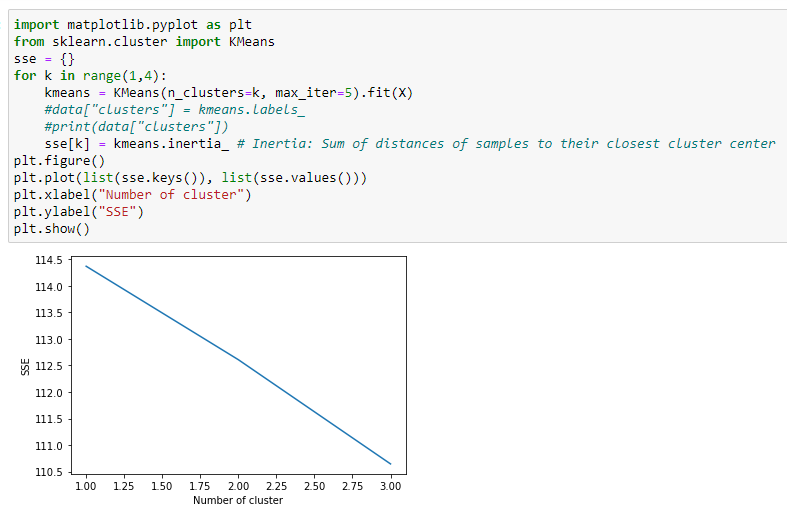 import matplotlib.pyplot as plt
from sklearn.cluster import KMeans
sse = {}
for k in range(1,4):
    kmeans = KMeans(n_clusters=k, max_iter=5).fit(X)
    #data["clusters"] = kmeans.labels_
    #print(data["clusters"])
    sse[k] = kmeans.inertia_ # Inertia: Sum of distances of samples to their closest cluster center
plt.figure()
plt.plot(list(sse.keys()), list(sse.values()))
plt.xlabel("Number of cluster")
plt.ylabel("SSE")
plt.show()
114.5
114.0
113.5
113.0
112.5
112.0
111.5
111.0
110.5
SSE
1.00 1.25 1.50 1.75 2.00 2.25 2.50 2.75 3.00
Number of cluster